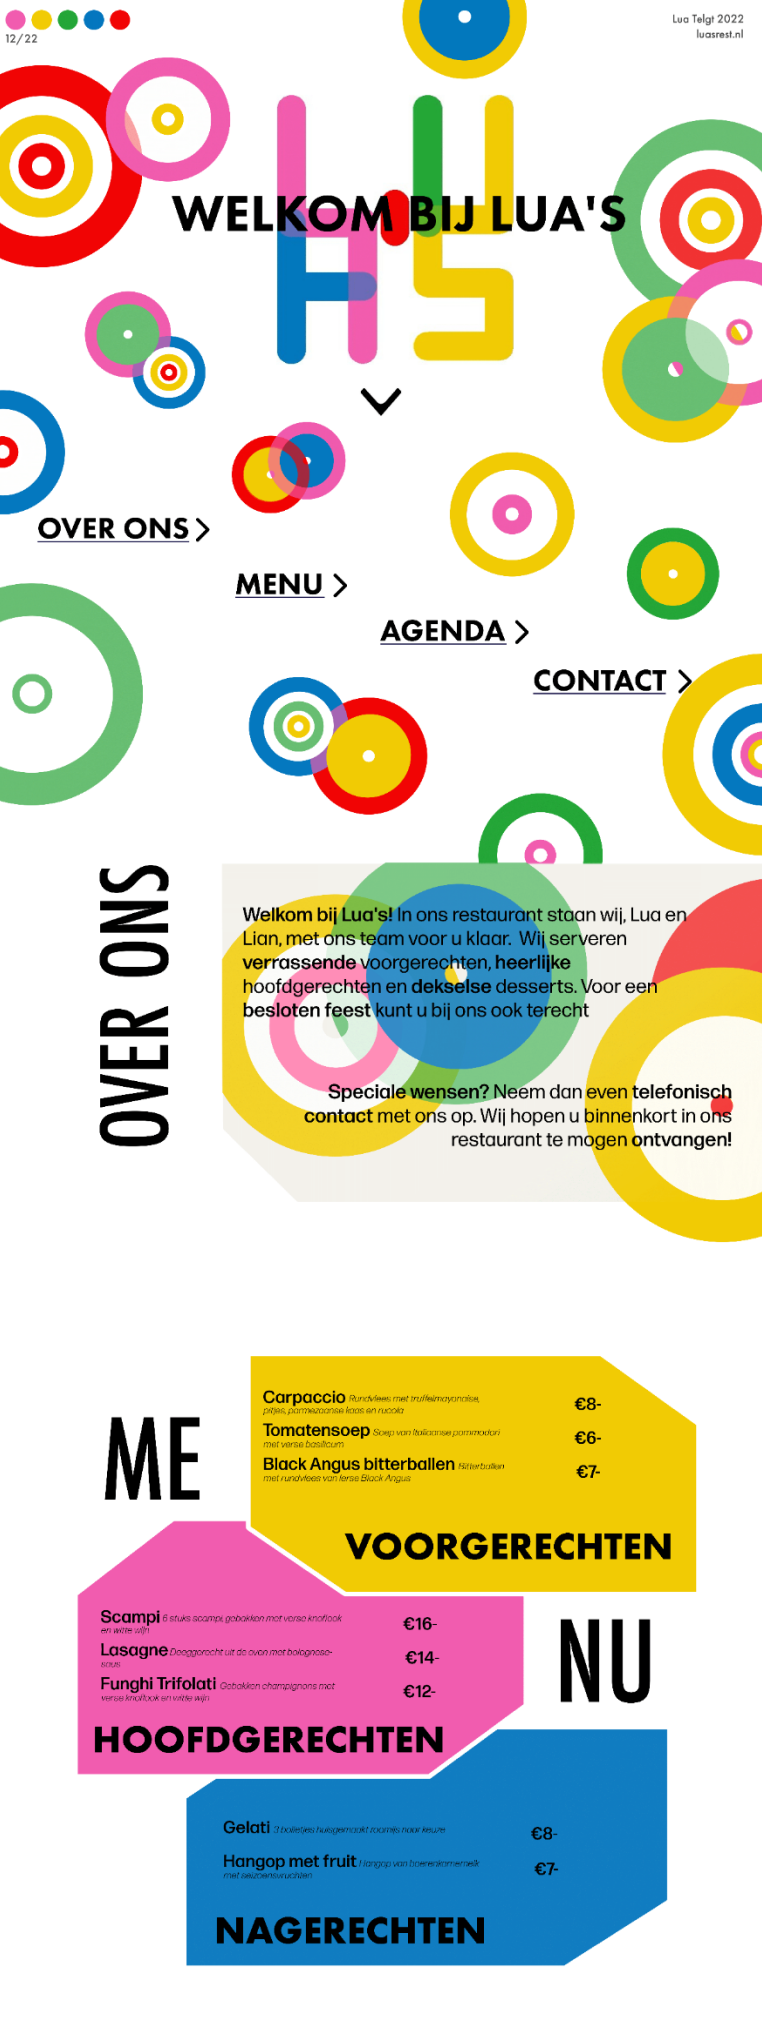 12/22
Lua Telgt 2022
luasrest.nl
WELKOM BIJ LUA'S
OVER ONS
MENU
AGENDA
CONTACT
OVER ONS
Welkom bij Lua's! In ons restaurant staan wij, Lua en
Lian, met ons team voor u klaar. Wij serveren
verrassende voorgerechten, heerlijke
hoofdgerechten en dekselse desserts. Voor een
besloten feest kunt u bij ons ook terecht
Speciale wensen? Neem dan even telefonisch
contact met ons op. Wij hopen u binnenkort in ons
restaurant te mogen ontvangen!
ME
Carpaccio Rundvlees met truffelmayonaise, €8-
pitjes, parmezaanse kaas en rucola
Tomatensoep Soep van Italiaanse pommodori €6-
met verse basilicum
Black Angus bitterballen Bitterballen €7-
met rundvlees van Ierse Black Angus
VOORGERECHTEN
Scampi 6 stuks scampi, gebakken met verse knoflook €16-
en witte wijn
Lasagne Deeggerecht uit de oven met bolognese- €14-
saus
Funghi Trifolati Gebakken champignons met €12-
verse knoflook en witte wijn
HOOFDGERECHTEN
NU
Gelati 3 bolletjes huisgemaakt roomijs naar keuze €8-
Hangop met fruit Hangop van boerenkarnemelk €7-
met seizoensvruchten
NAGERECHTEN